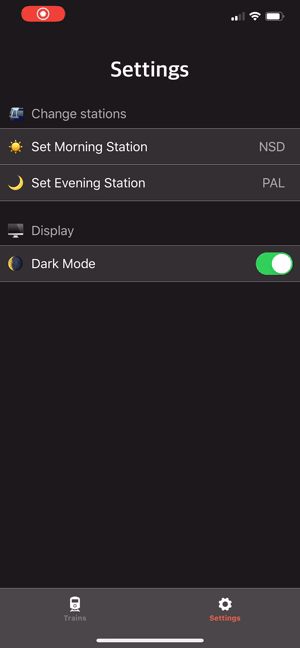 Settings
Change stations
Set Morning Station NSD
Set Evening Station PAL
Display
Dark Mode
Trains Settings